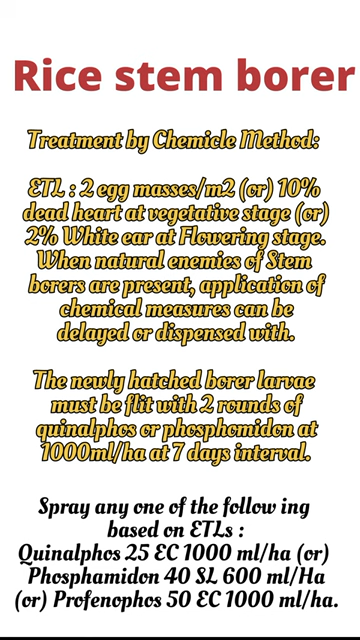 Rice stem borer
Treatment by Chemicle Method:
ETL : 2 egg masses/m2 (or) 10%
dead heart at vegetative stage (or)
2% White ear at Flowering stage.
When natural enemies of Stem
borers are present, application of
chemical measures can be
delayed or dispensed with.
The newly hatched borer larvae
must be flit with 2 rounds of
quinalphos or phosphomidon at
1000ml/ha at 7 days interval.
Spray any one of the follow ing
based on ETLs :
Quinalphos 25 EC 1000 ml/ha (or)
Phosphamidon 40 SL 600 ml/Ha
(or) Profenophos 50 EC 1000 ml/ha.